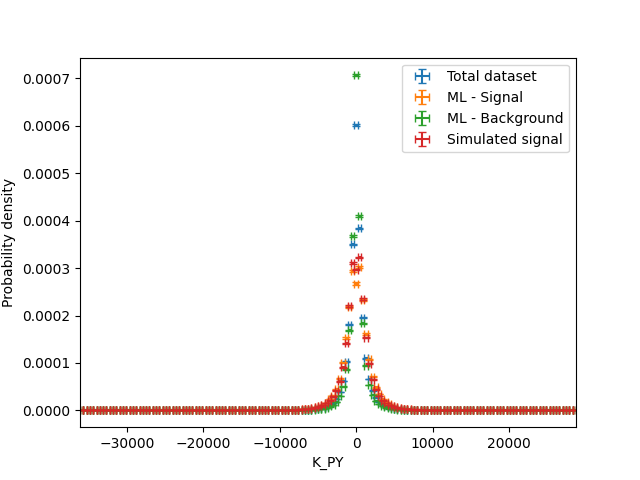 Total dataset
ML - Signal
ML - Background
Simulated signal
Probability density
0.0007
0.0006
0.0005
0.0004
0.0003
0.0002
0.0001
0.0000
−30000 −20000 −10000 0 10000 20000
K_PY